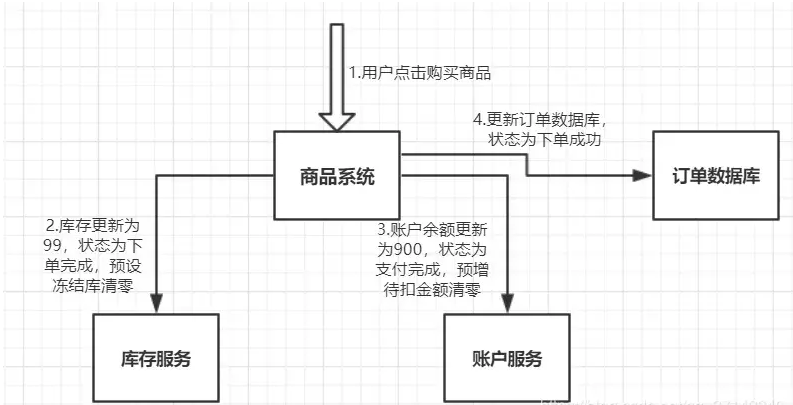 1.用户点击购买商品
4.更新订单数据库，
状态为下单成功
商品系统
订单数据库
2.库存更新为
99，状态为下
单完成，预设
冻结库清零
3.账户余额更新
为900，状态为
支付完成，预增
待扣金额清零
库存服务
账户服务